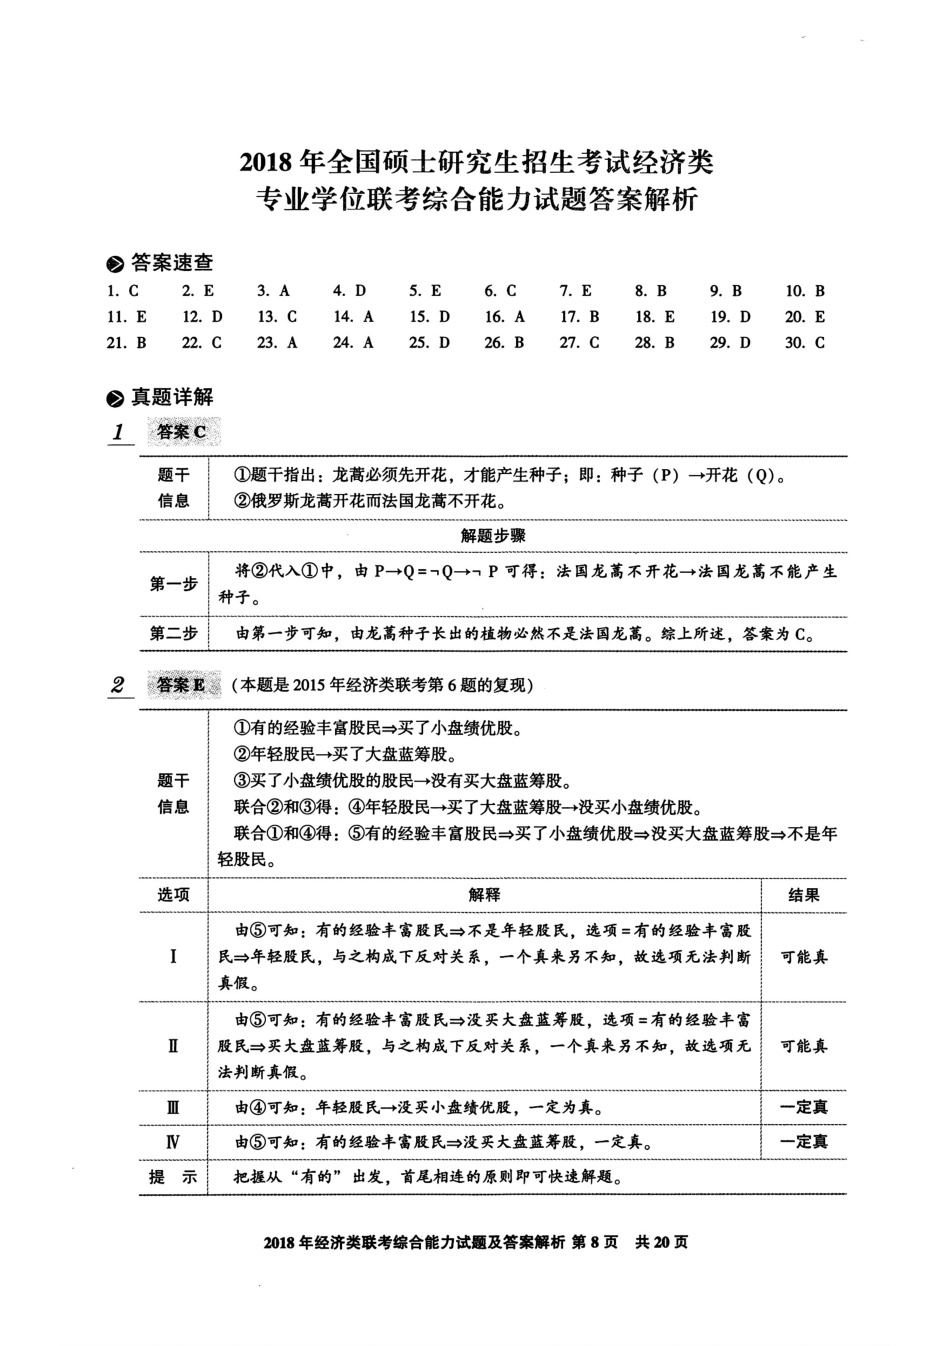 2018 年全国硕士研究生招生考试经济类
专业学位联考综合能力试题答案解析
答案速查
1. C 2. E 3. A 4. D 5. E 6. C 7. E 8. B 9. B 10. B
11. E 12. D 13. C 14. A 15. D 16. A 17. B 18. E 19. D 20. E
21. B 22. C 23. A 24. A 25. D 26. B 27. C 28. B 29. D 30. C
真题详解
1 答案 C
题干
信息
①题干指出：龙蒿必须先开花，才能产生种子；即：种子（P）→开花（Q）。
②俄罗斯龙蒿开花而法国龙蒿不开花。
解题步骤
第一步
将②代入①中，由 P→Q=¬Q→¬P 可得：法国龙蒿不开花→法国龙蒿不能产生
种子。
第二步
由第一步可知，由龙蒿种子长出的植物必然不是法国龙蒿。综上所述，答案为 C。
2 答案 E （本题是 2015 年经济类联考第 6 题的复现）
题干
信息
①有的经验丰富股民⇒买了小盘绩优股。
②年轻股民→买了大盘蓝筹股。
③买了小盘绩优股的股民→没有买大盘蓝筹股。
联合②和③得：④年轻股民→买了大盘蓝筹股→没买小盘绩优股。
联合①和④得：⑤有的经验丰富股民⇒买了小盘绩优股⇒没买大盘蓝筹股⇒不是年
轻股民。
选项 解释 结果
Ⅰ
由⑤可知：有的经验丰富股民⇒不是年轻股民，选项=有的经验丰富股
民⇒年轻股民，与之构成下反对关系，一个真来另不知，故选项无法判断
真假。
可能真
Ⅱ
由⑤可知：有的经验丰富股民⇒没买大盘蓝筹股，选项=有的经验丰富
股民⇒买大盘蓝筹股，与之构成下反对关系，一个真来另不知，故选项无
法判断真假。
可能真
Ⅲ 由④可知：年轻股民→没买小盘绩优股，一定为真。 一定真
Ⅳ 由⑤可知：有的经验丰富股民⇒没买大盘蓝筹股，一定真。 一定真
提 示 把握从“有的”出发，首尾相连的原则即可快速解题。
2018 年经济类联考综合能力试题及答案解析 第 8 页 共 20 页